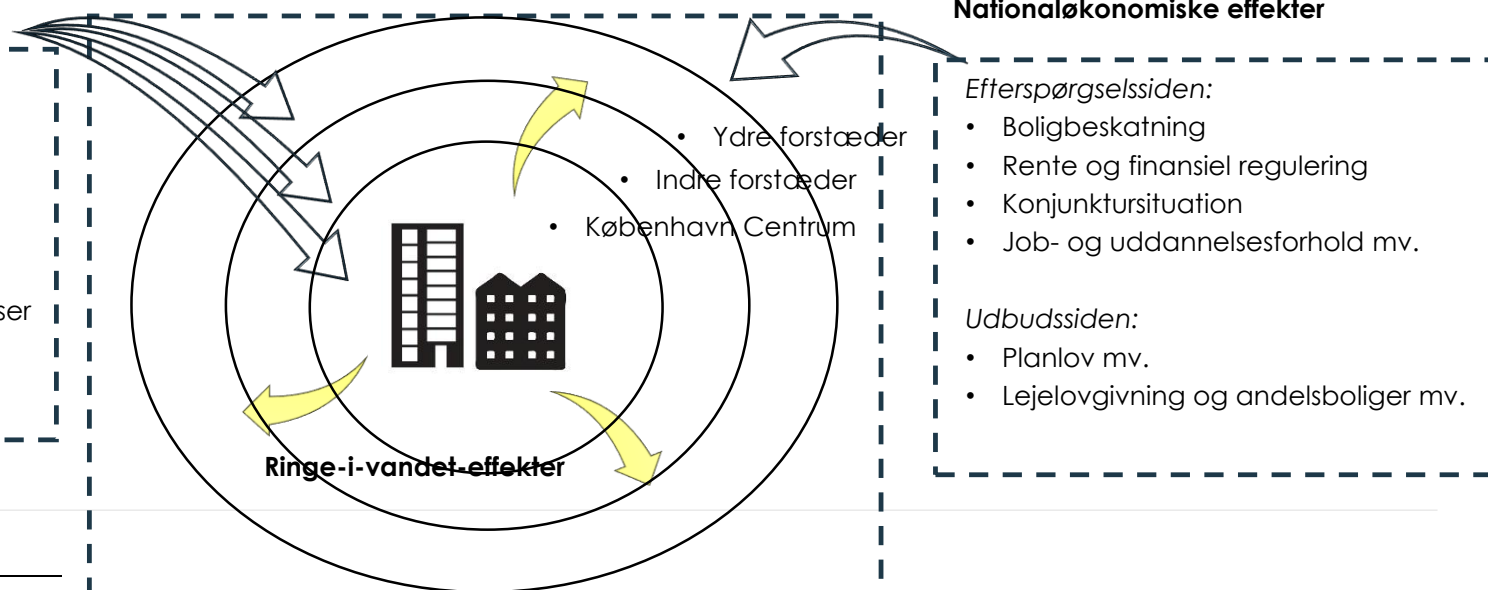 Nationaløkonomiske effekter
Efterspørgselssiden:
• Boligbeskatning
• Rente og finansiel regulering
• Konjunktursituation
• Job- og uddannelsesforhold mv.
Udbudssiden:
• Planlov mv.
• Lejelovgivning og andelsboliger mv.
• Ydre forstæder
• Indre forstæder
• København Centrum
Ringe-i-vandet-effekter